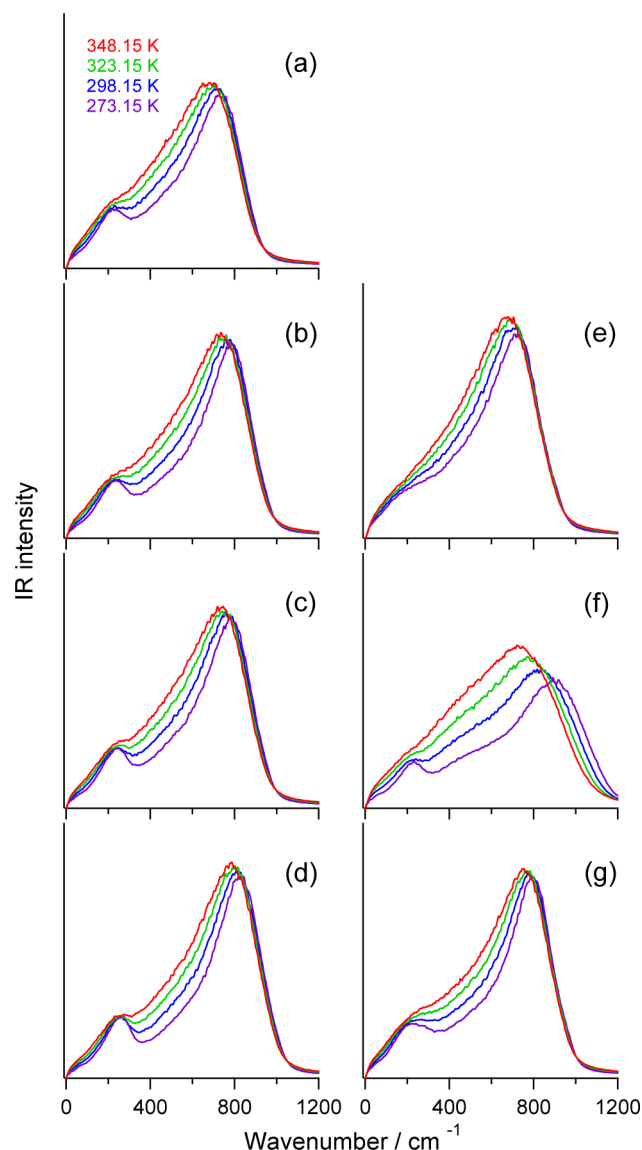 348.15 K
323.15 K
298.15 K
273.15 K
(a)
(b)
(e)
(c)
(f)
(d)
(g)
IR intensity
0 400 800 1200 0 400 800 1200
Wavenumber / cm⁻¹